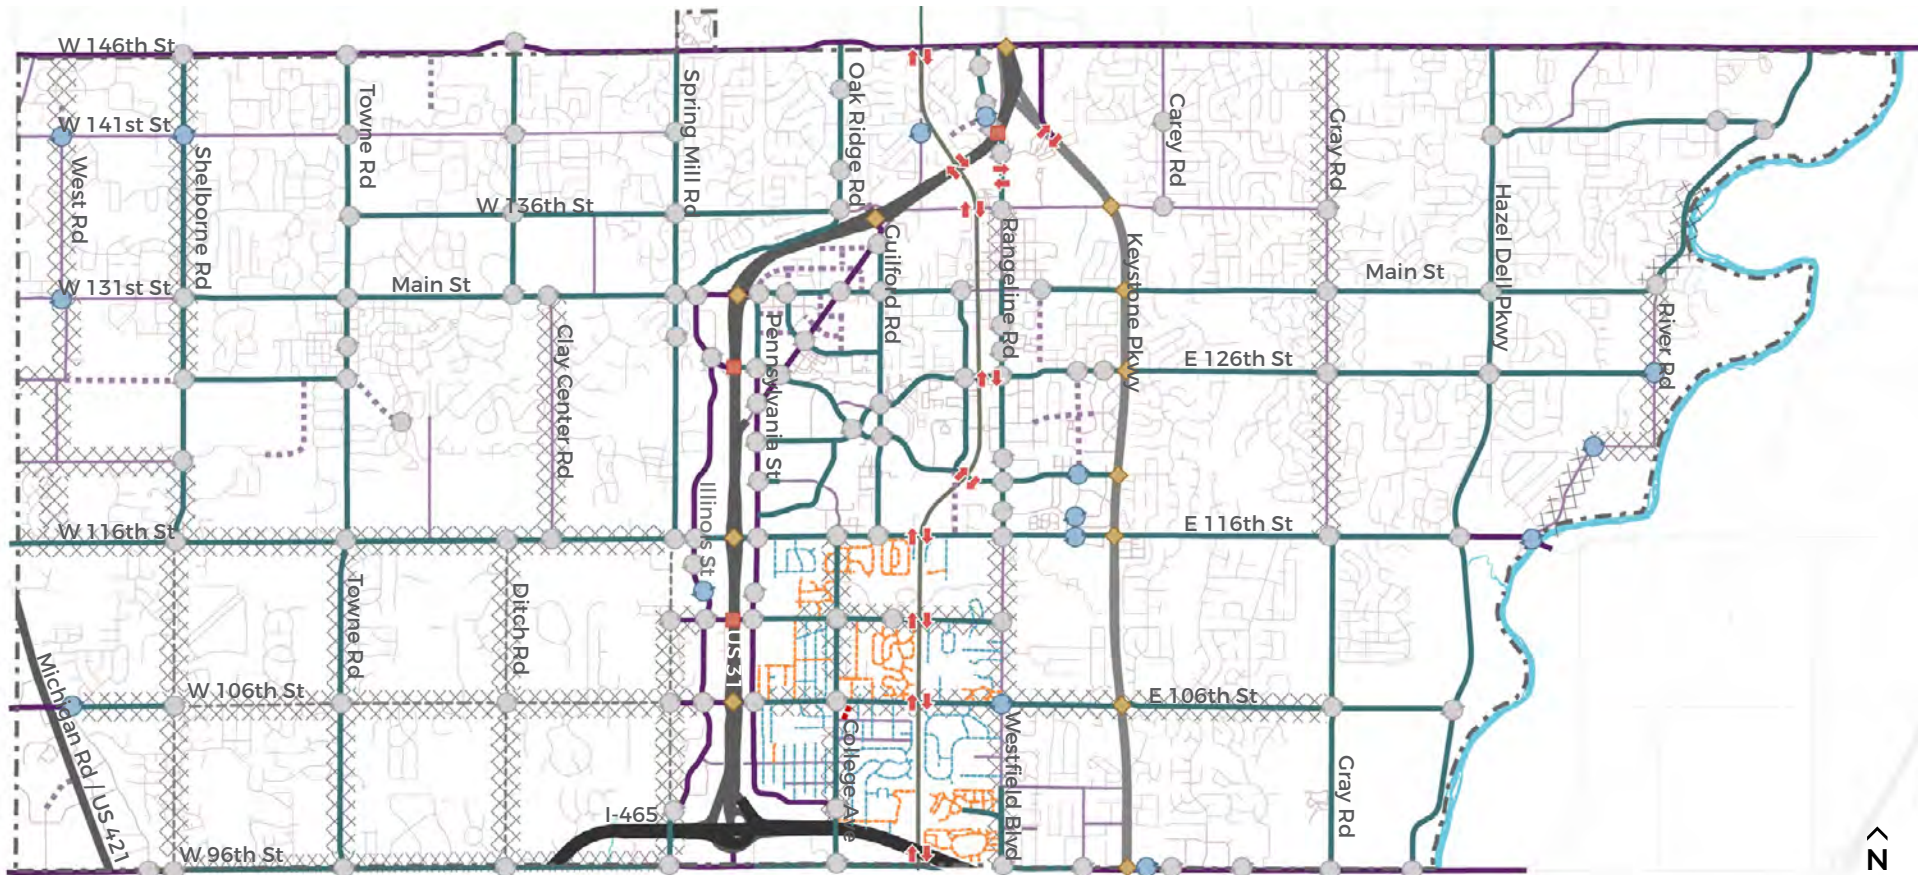 W 146th St
W 141st St
West Rd
Shelborne Rd
Towne Rd
Spring Mill Rd
Oak Ridge Rd
Carey Rd
Gray Rd
Hazel Dell Pkwy
W 136th St
W 131st St
Main St
Guilford Rd
Rangeline Rd
Keystone Pkwy
Main St
River Rd
Clay Center Rd
Pennsylvania St
E 126th St
Illinois St
W 116th St
E 116th St
Towne Rd
Ditch Rd
US 31
Michigan Rd / US 421
W 106th St
E 106th St
College Ave
Westfield Blvd
Gray Rd
I-465
W 96th St
N